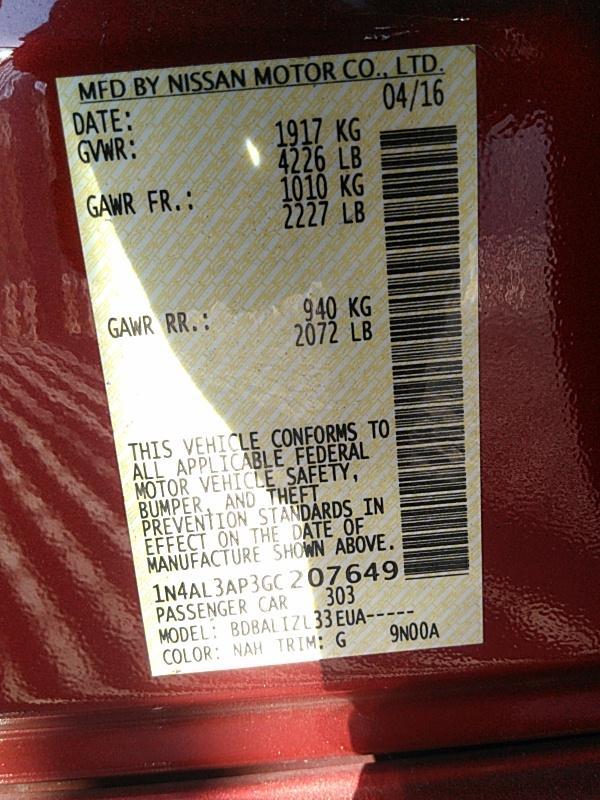 MFD BY NISSAN MOTOR CO., LTD.
DATE: 04/16
GVWR: 1917 KG
4226 LB
GAWR FR.: 1010 KG
2227 LB
GAWR RR.: 940 KG
2072 LB
THIS VEHICLE CONFORMS TO
ALL APPLICABLE FEDERAL
MOTOR VEHICLE SAFETY,
BUMPER, AND THEFT
PREVENTION STANDARDS IN
EFFECT ON THE DATE OF
MANUFACTURE SHOWN ABOVE.
1N4AL3AP3GC207649
PASSENGER CAR 303
MODEL: BDBALIZL33EUA-----
COLOR: NAH TRIM: G 9N00A